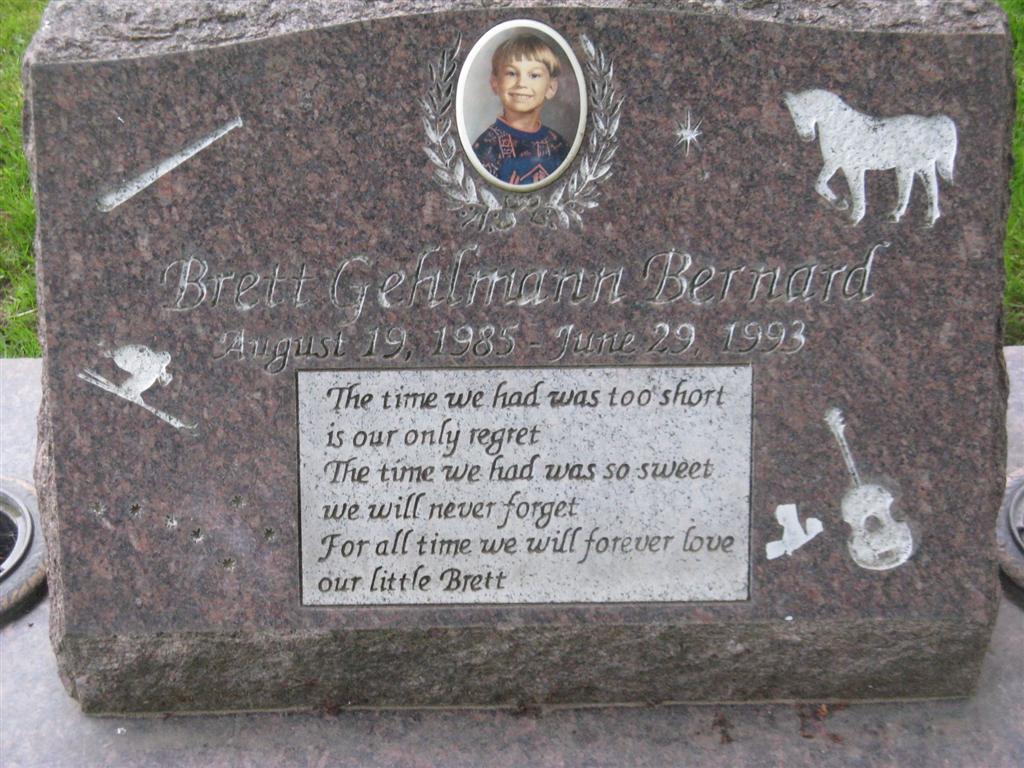 Brett Gehlmann Bernard
August 19, 1985 - June 29, 1993
The time we had was too short
is our only regret
The time we had was so sweet
we will never forget
For all time we will forever love
our little Brett